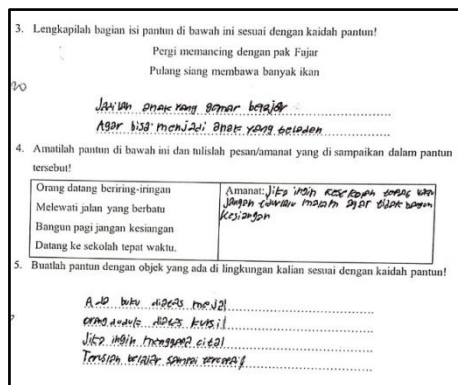 3. Lengkapilah bagian isi pantun di bawah ini sesuai dengan kaidah pantun!
Pergi memancing dengan pak Fajar
Pulang siang membawa banyak ikan
20
Jadilah anak yang gemar belajar
Agar bisa menjadi anak yang teladan
4. Amatilah pantun di bawah ini dan tulislah pesan/amanat yang di sampaikan dalam pantun
tersebut!
Orang datang beriring-iringan
Melewati jalan yang berbatu
Bangun pagi jangan kesiangan
Datang ke sekolah tepat waktu.
Amanat: Jika ingin kesekolah tepat waktu
jangan tidur malam agar tidak bangun
kesiangan
5. Buatlah pantun dengan objek yang ada di lingkungan kalian sesuai dengan kaidah pantun!
Ada buku diatas meja
orang duduk diatas kursi
Jika ingin menggapai cita
Teruslah belajar sampai